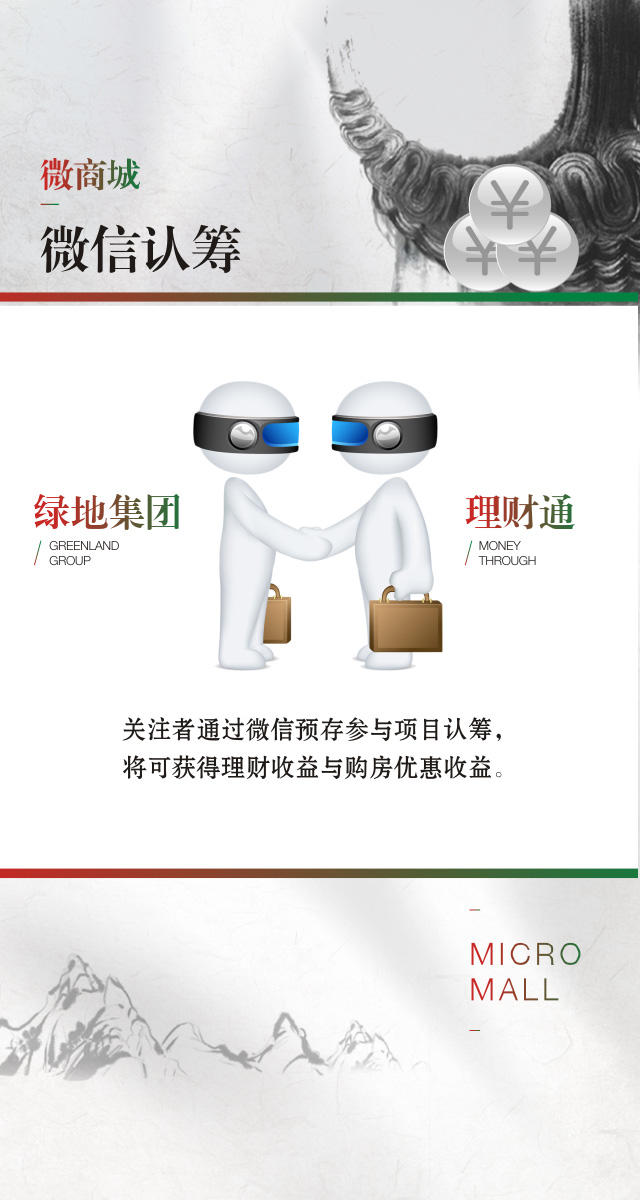 微商城
微信认筹
绿地集团
GREENLAND
GROUP
理财通
MONEY
THROUGH
关注者通过微信预存参与项目认筹，
将可获得理财收益与购房优惠收益。
MICRO
MALL